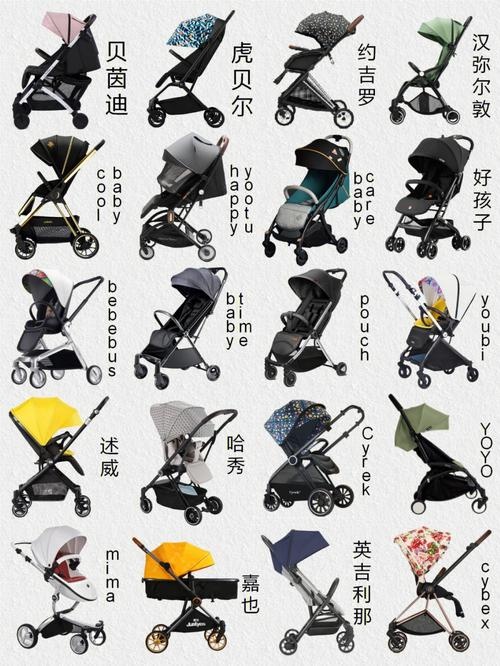 贝茵迪
虎贝尔
约吉罗
汉弥尔敦
baby
cool
yootu
happy
care
baby
好孩子
bebebus
time
baby
pouch
youbi
述威
哈秀
Cyrek
YOYO
mima
嘉也
英吉利那
cybex